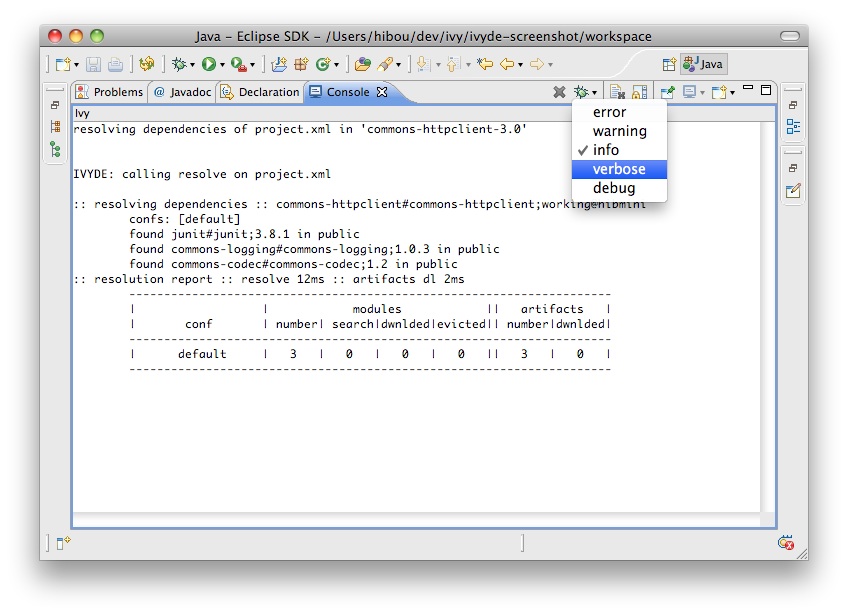 Java – Eclipse SDK – /Users/hibou/dev/ivy/ivyde-screenshot/workspace
Java
Problems @ Javadoc Declaration Console
Ivy
error
warning
✓ info
verbose
debug
resolving dependencies of project.xml in 'commons-httpclient-3.0'
IVYDE: calling resolve on project.xml
:: resolving dependencies :: commons-httpclient#commons-httpclient;working@hibmini
confs: [default]
found junit#junit;3.8.1 in public
found commons-logging#commons-logging;1.0.3 in public
found commons-codec#commons-codec;1.2 in public
:: resolution report :: resolve 12ms :: artifacts dl 2ms
---------------------------------------------------------------------
| | modules || artifacts |
| conf | number| search|dwnlded|evicted|| number|dwnlded|
---------------------------------------------------------------------
| default | 3 | 0 | 0 | 0 || 3 | 0 |
---------------------------------------------------------------------